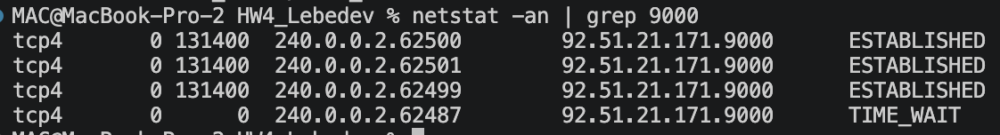 MAC@MacBook-Pro-2 HW4_Lebedev % netstat -an | grep 9000
tcp4 0 131400 240.0.0.2.62500 92.51.21.171.9000 ESTABLISHED
tcp4 0 131400 240.0.0.2.62501 92.51.21.171.9000 ESTABLISHED
tcp4 0 131400 240.0.0.2.62499 92.51.21.171.9000 ESTABLISHED
tcp4 0 0 240.0.0.2.62487 92.51.21.171.9000 TIME_WAIT
MAC@MacBook-Pro-2 HW4_Lebedev %